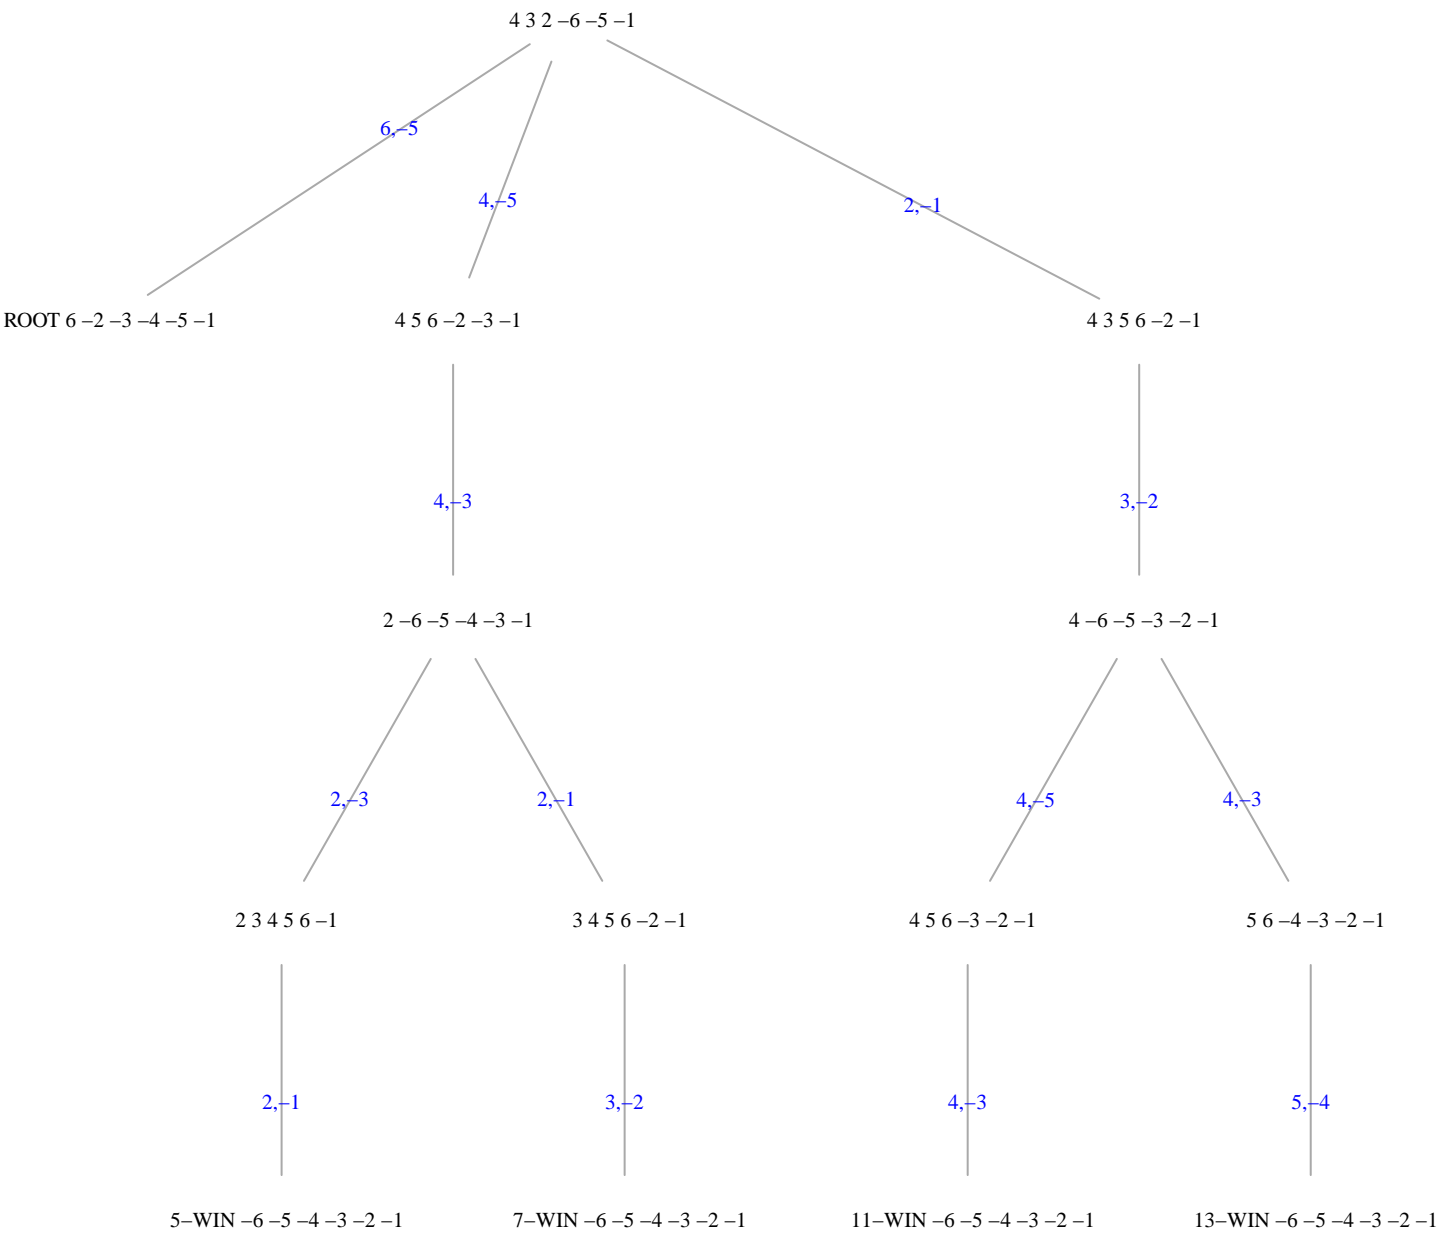 4 3 2 –6 –5 –1
6,–5
4,–5
2,–1
ROOT 6 –2 –3 –4 –5 –1
4 5 6 –2 –3 –1
4 3 5 6 –2 –1
4,–3
3,–2
2 –6 –5 –4 –3 –1
4 –6 –5 –3 –2 –1
2,–3
2,–1
4,–5
4,–3
2 3 4 5 6 –1
3 4 5 6 –2 –1
4 5 6 –3 –2 –1
5 6 –4 –3 –2 –1
2,–1
3,–2
4,–3
5,–4
5–WIN –6 –5 –4 –3 –2 –1
7–WIN –6 –5 –4 –3 –2 –1
11–WIN –6 –5 –4 –3 –2 –1
13–WIN –6 –5 –4 –3 –2 –1